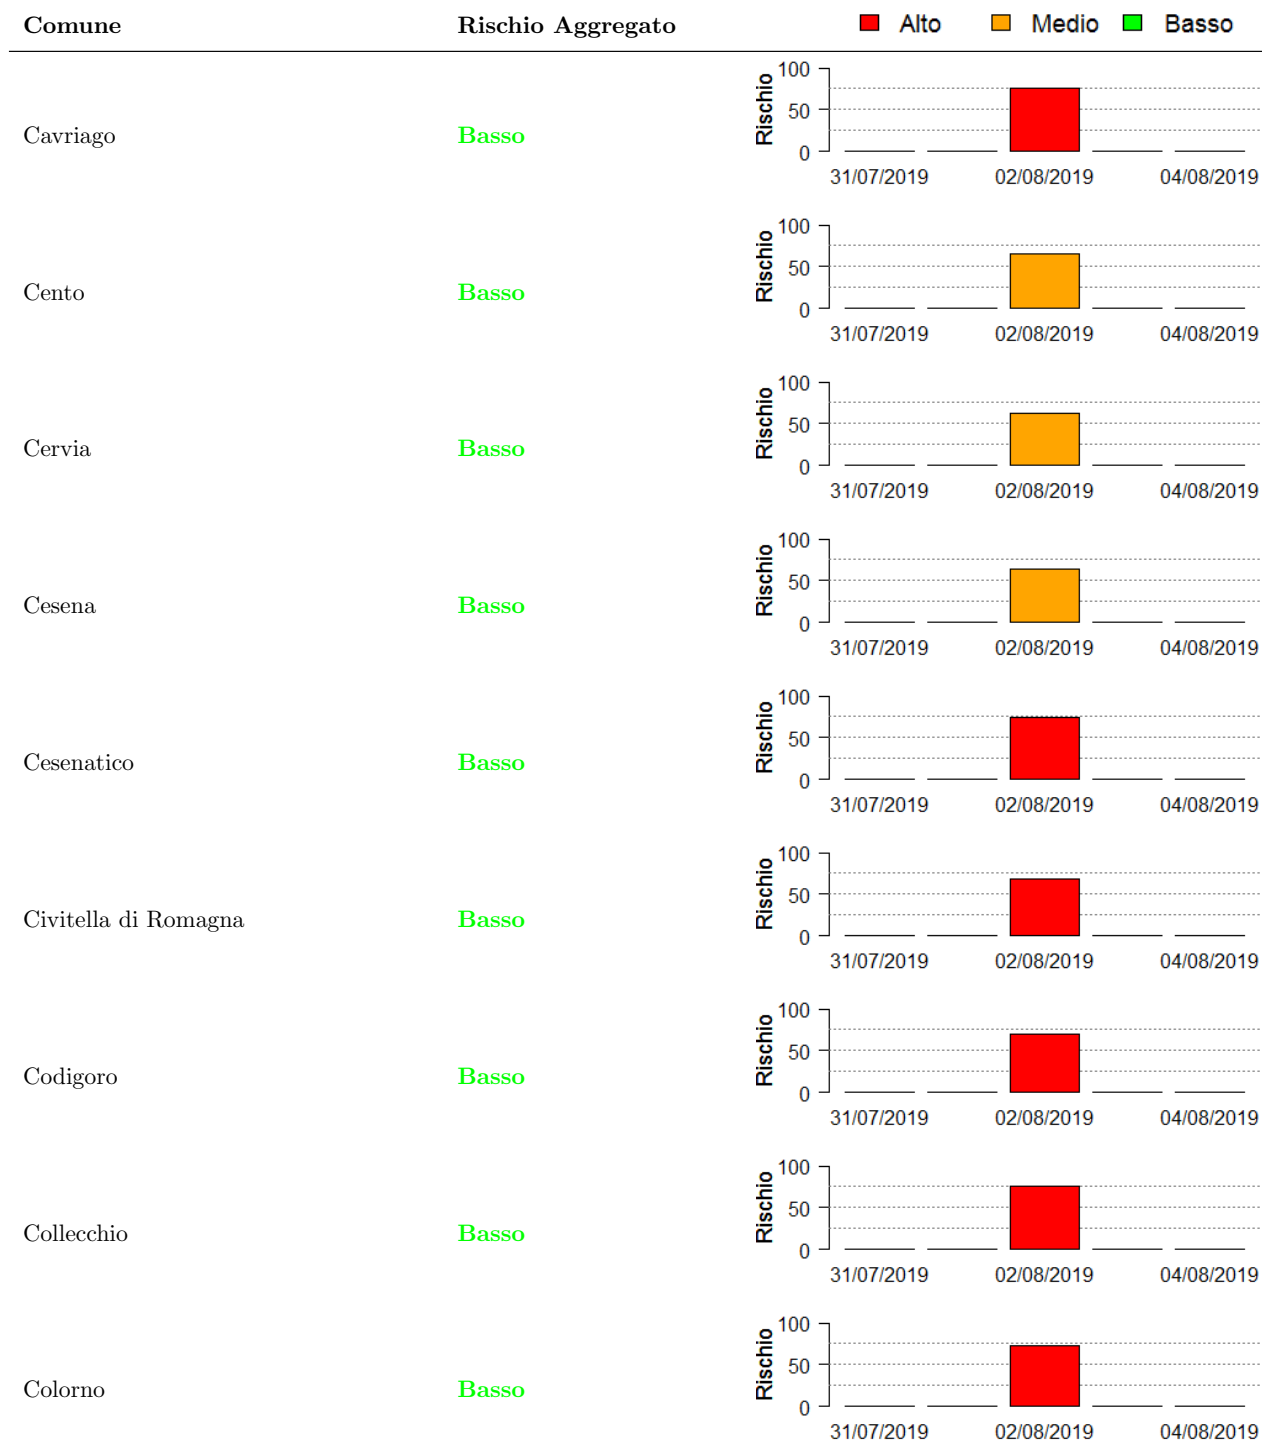 Comune Rischio Aggregato Alto Medio Basso
Cavriago Basso Rischio 100 50 0
31/07/2019 02/08/2019 04/08/2019
Cento Basso Rischio 100 50 0
31/07/2019 02/08/2019 04/08/2019
Cervia Basso Rischio 100 50 0
31/07/2019 02/08/2019 04/08/2019
Cesena Basso Rischio 100 50 0
31/07/2019 02/08/2019 04/08/2019
Cesenatico Basso Rischio 100 50 0
31/07/2019 02/08/2019 04/08/2019
Civitella di Romagna Basso Rischio 100 50 0
31/07/2019 02/08/2019 04/08/2019
Codigoro Basso Rischio 100 50 0
31/07/2019 02/08/2019 04/08/2019
Collecchio Basso Rischio 100 50 0
31/07/2019 02/08/2019 04/08/2019
Colorno Basso Rischio 100 50 0
31/07/2019 02/08/2019 04/08/2019